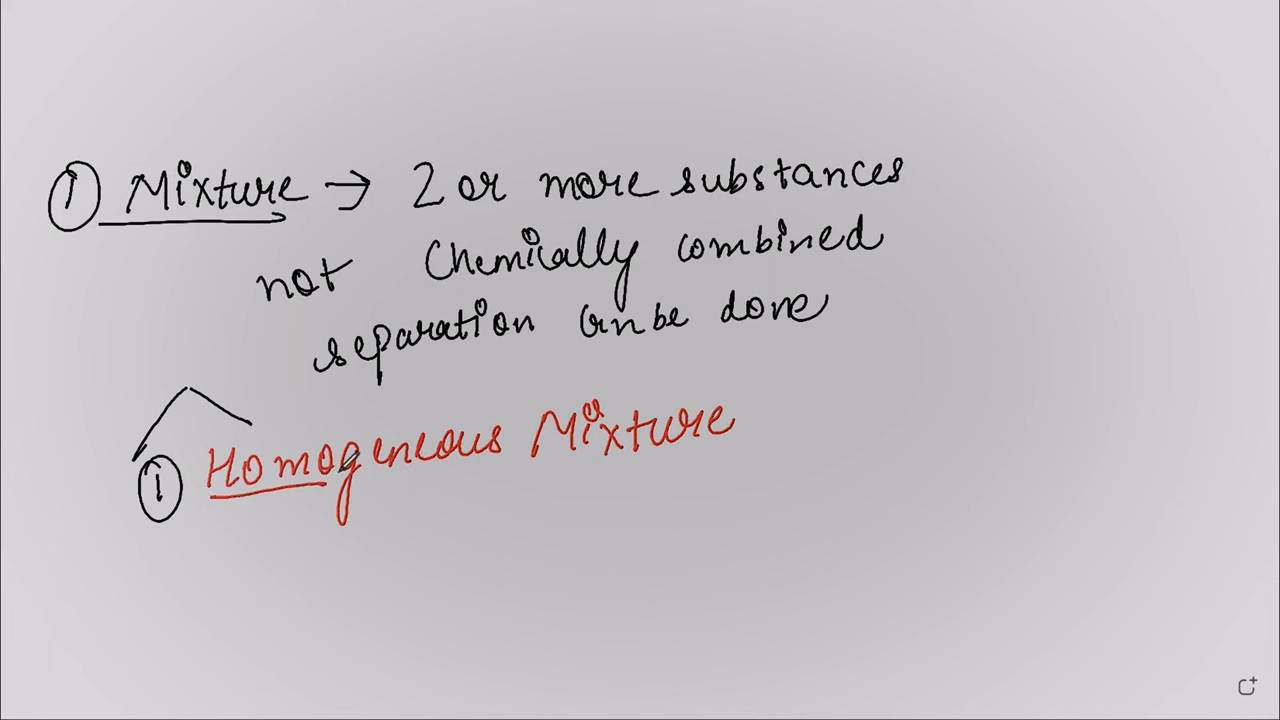 ① Mixture → 2 or more substances
not Chemically combined
separation can be done
① Homogeneous Mixture